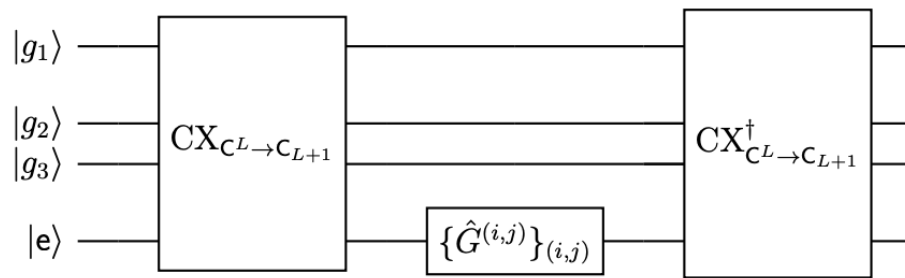 |g₁⟩
|g₂⟩
|g₃⟩
|e⟩
CX_{C^L→C_{L+1}}
{Ĝ^{(i,j)}}_{(i,j)}
CX^†_{C^L→C_{L+1}}